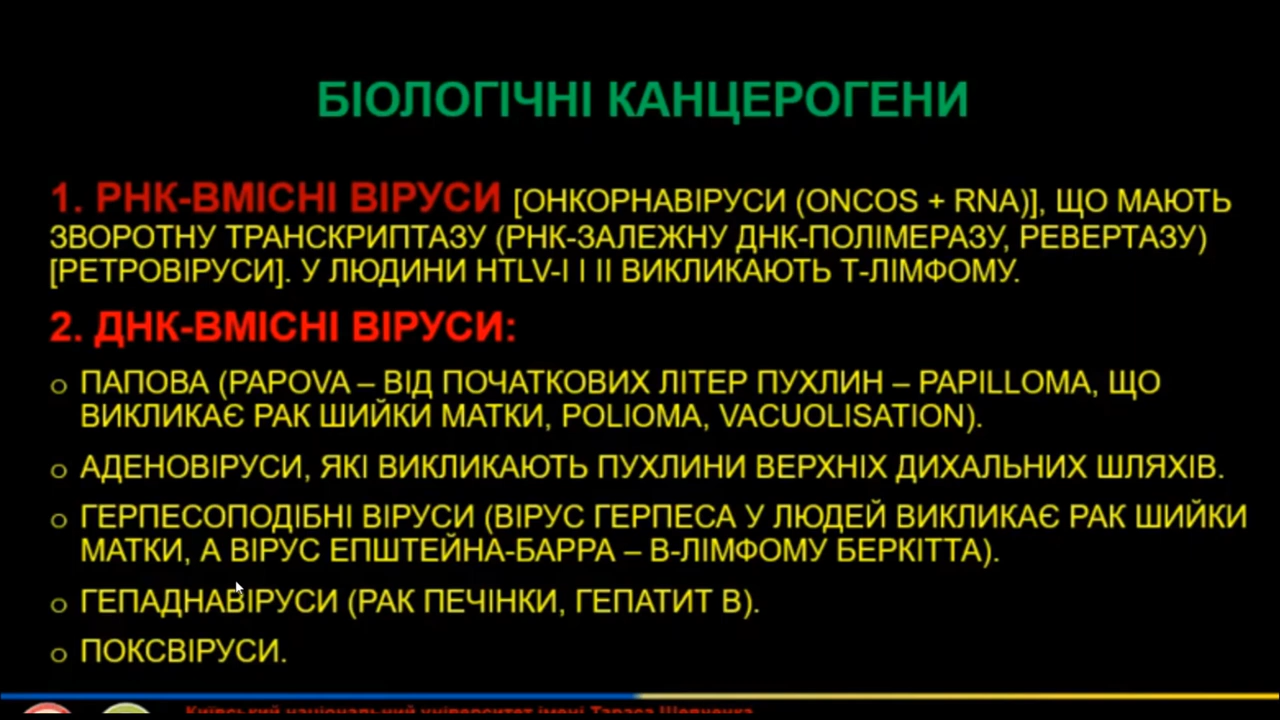 БІОЛОГІЧНІ КАНЦЕРОГЕНИ
1. РНК-ВМІСНІ ВІРУСИ [ОНКОРНАВІРУСИ (ONCOS + RNA)], ЩО МАЮТЬ
ЗВОРОТНУ ТРАНСКРИПТАЗУ (РНК-ЗАЛЕЖНУ ДНК-ПОЛІМЕРАЗУ, РЕВЕРТАЗУ)
[РЕТРОВІРУСИ]. У ЛЮДИНИ HTLV-I І II ВИКЛИКАЮТЬ Т-ЛІМФОМУ.
2. ДНК-ВМІСНІ ВІРУСИ:
o ПАПОВА (PAPOVA – ВІД ПОЧАТКОВИХ ЛІТЕР ПУХЛИН – PAPILLOMA, ЩО
ВИКЛИКАЄ РАК ШИЙКИ МАТКИ, POLIOMA, VACUOLISATION).
o АДЕНОВІРУСИ, ЯКІ ВИКЛИКАЮТЬ ПУХЛИНИ ВЕРХНІХ ДИХАЛЬНИХ ШЛЯХІВ.
o ГЕРПЕСОПОДІБНІ ВІРУСИ (ВІРУС ГЕРПЕСА У ЛЮДЕЙ ВИКЛИКАЄ РАК ШИЙКИ
МАТКИ, А ВІРУС ЕПШТЕЙНА-БАРРА – В-ЛІМФОМУ БЕРКІТТА).
o ГЕПАДНАВІРУСИ (РАК ПЕЧІНКИ, ГЕПАТИТ В).
o ПОКСВІРУСИ.
Київський національний університет імені Тараса Шевченка